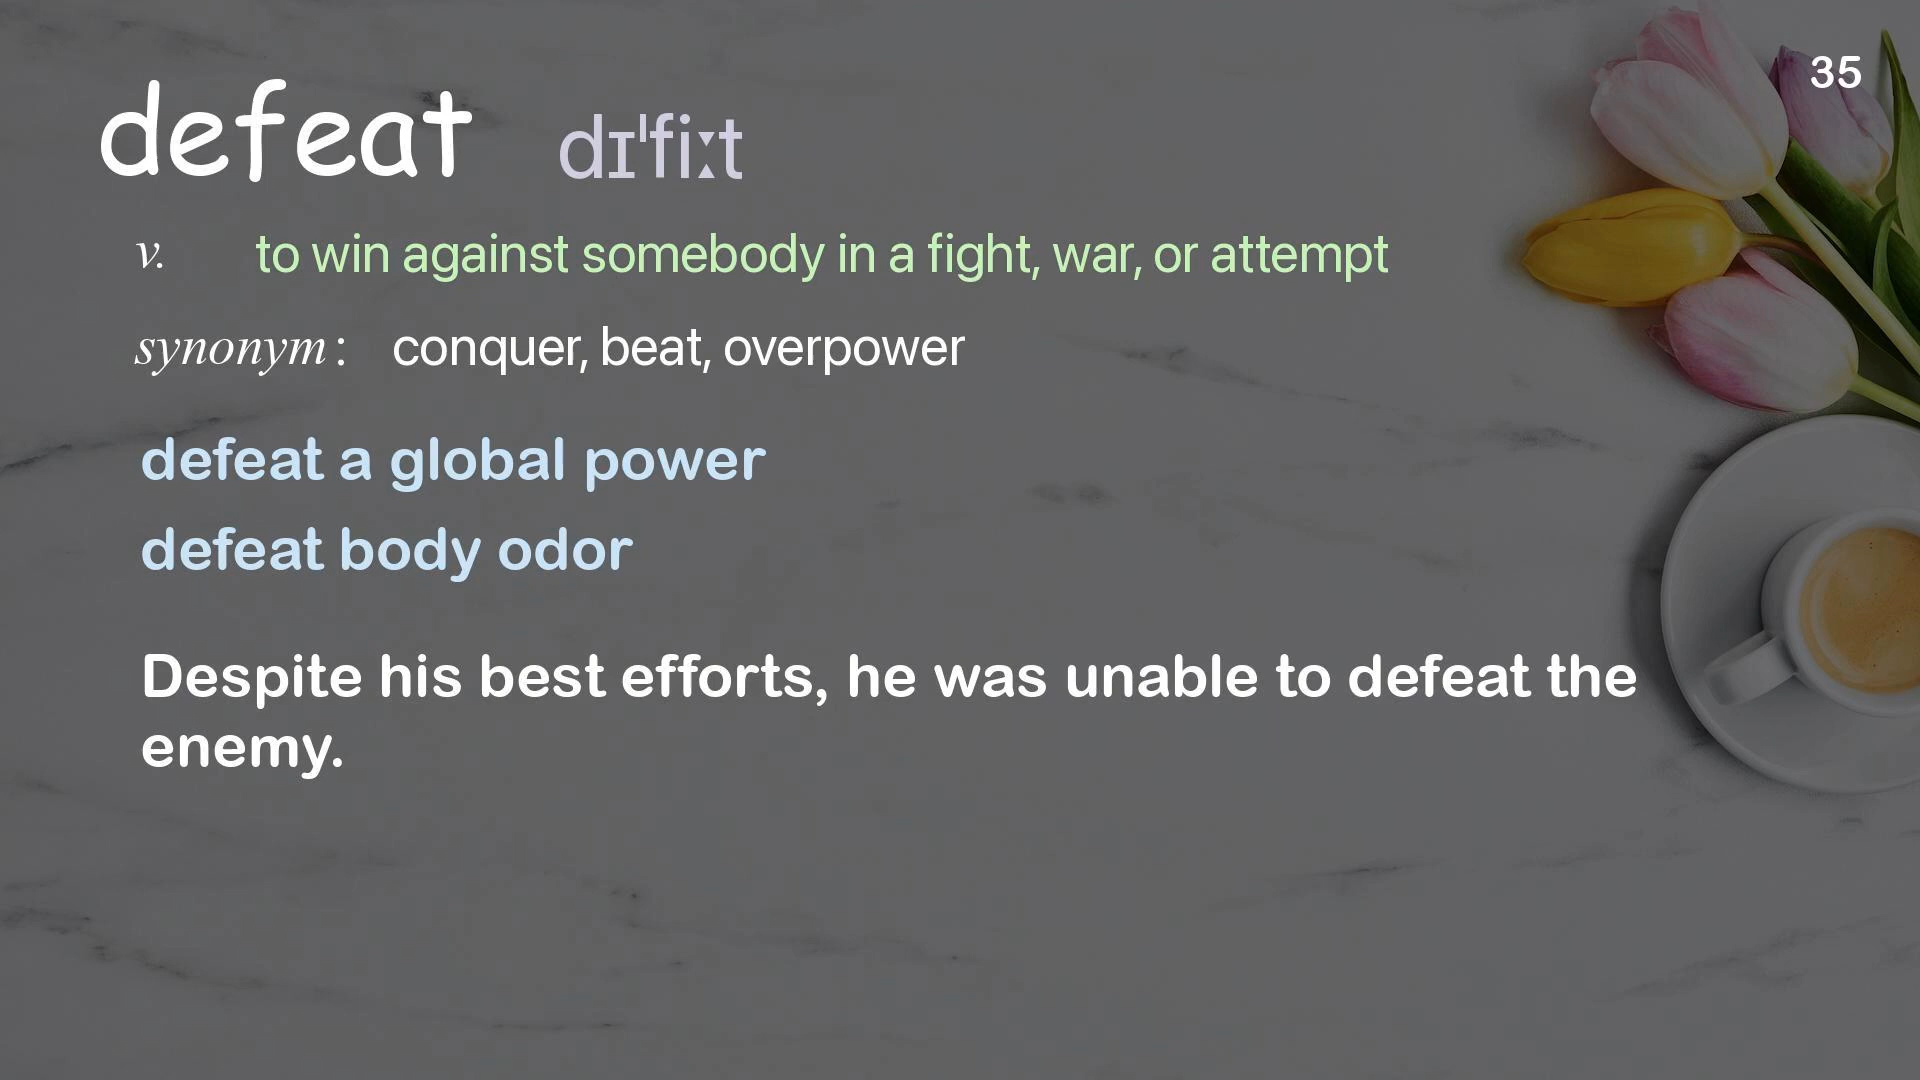 35
defeat dɪˈfiːt
v. to win against somebody in a fight, war, or attempt
synonym: conquer, beat, overpower
defeat a global power
defeat body odor
Despite his best efforts, he was unable to defeat the
enemy.